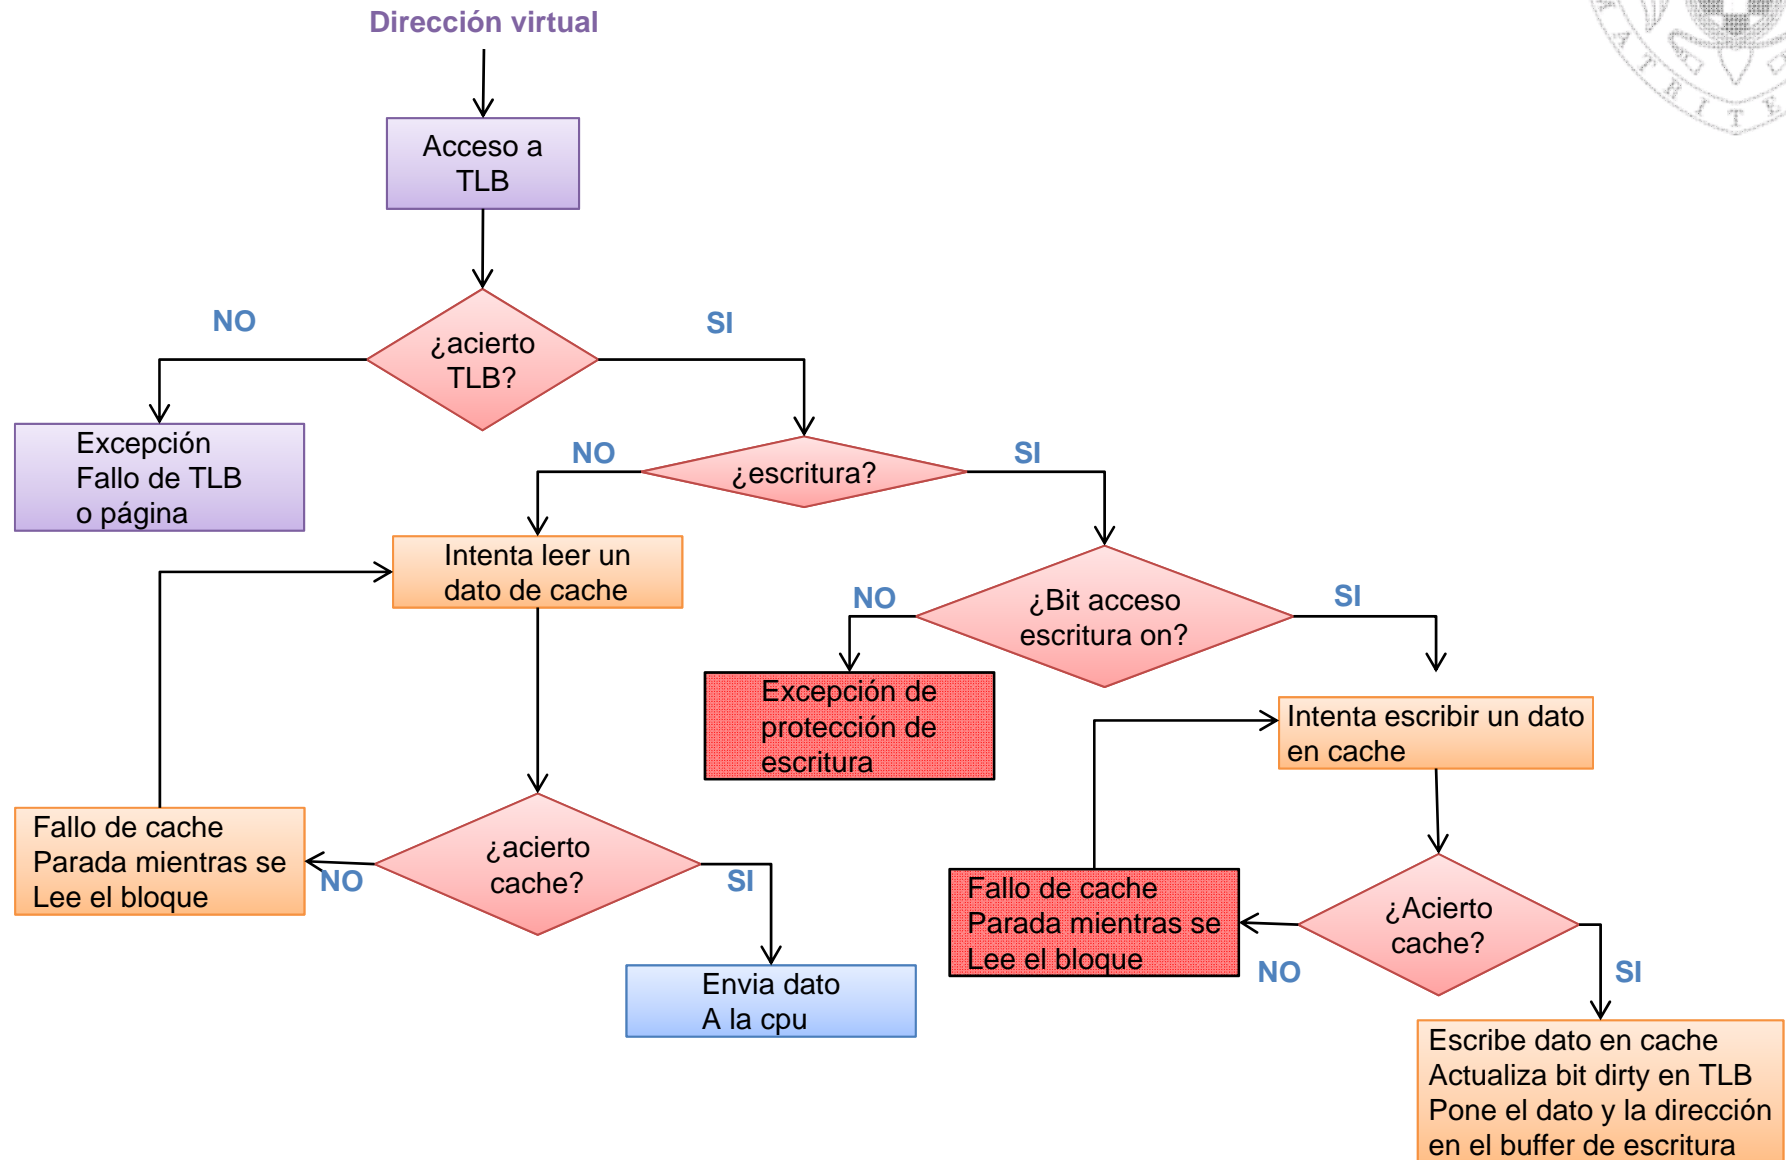 Dirección virtual
Acceso a
TLB
NO
SI
¿acierto
TLB?
Excepción
Fallo de TLB
o página
NO
¿escritura?
SI
Intenta leer un
dato de cache
NO
¿Bit acceso
escritura on?
SI
Excepción de
protección de
escritura
Intenta escribir un dato
en cache
Fallo de cache
Parada mientras se
Lee el bloque
NO
¿acierto
cache?
SI
Fallo de cache
Parada mientras se
Lee el bloque
NO
¿Acierto
cache?
SI
Envia dato
A la cpu
Escribe dato en cache
Actualiza bit dirty en TLB
Pone el dato y la dirección
en el buffer de escritura